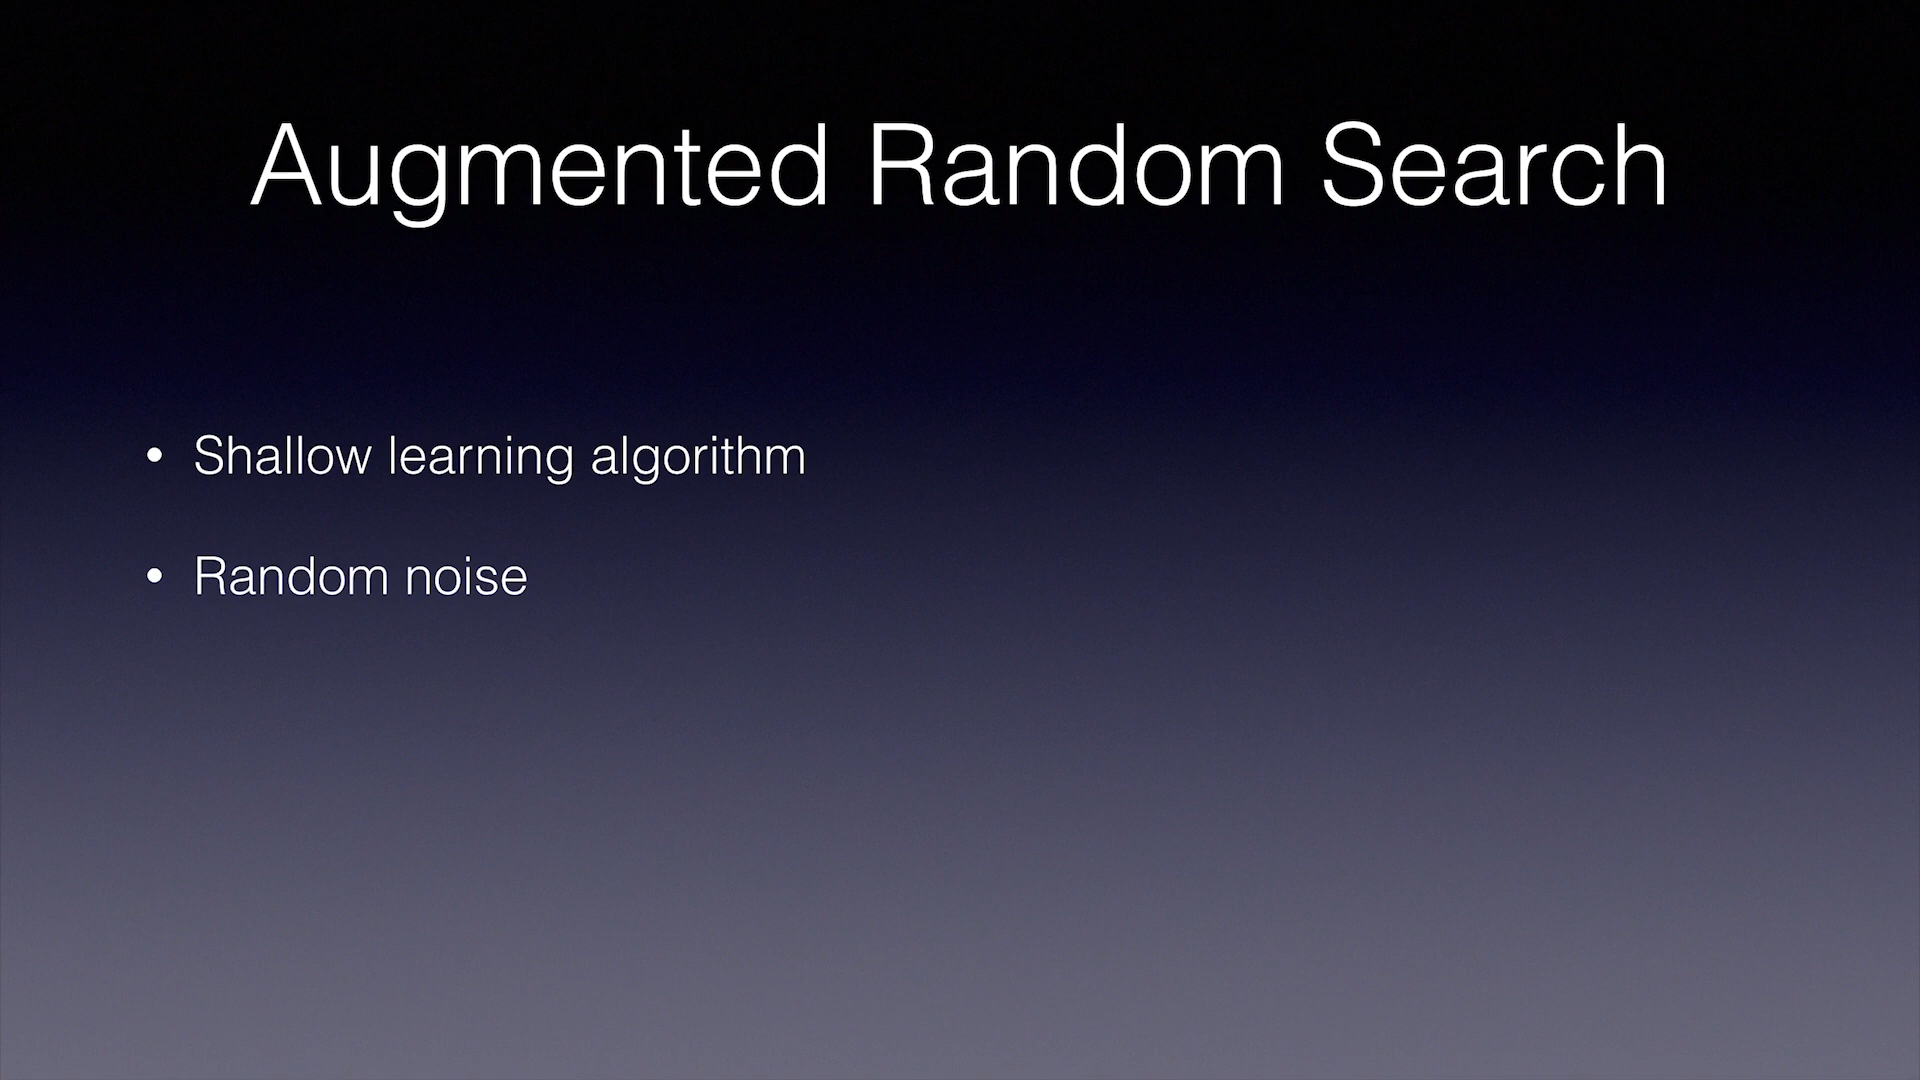 Augmented Random Search
• Shallow learning algorithm
• Random noise